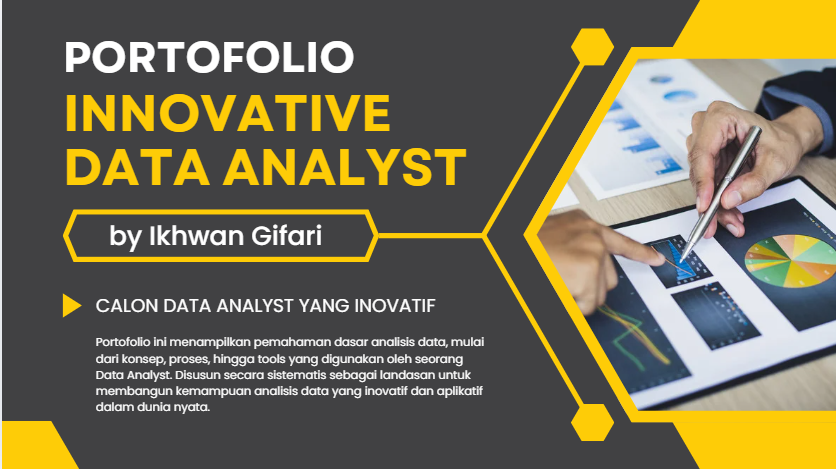 PORTOFOLIO
INNOVATIVE
DATA ANALYST
by Ikhwan Gifari
CALON DATA ANALYST YANG INOVATIF
Portofolio ini menampilkan pemahaman dasar analisis data, mulai
dari konsep, proses, hingga tools yang digunakan oleh seorang
Data Analyst. Disusun secara sistematis sebagai landasan untuk
membangun kemampuan analisis data yang inovatif dan aplikatif
dalam dunia nyata.